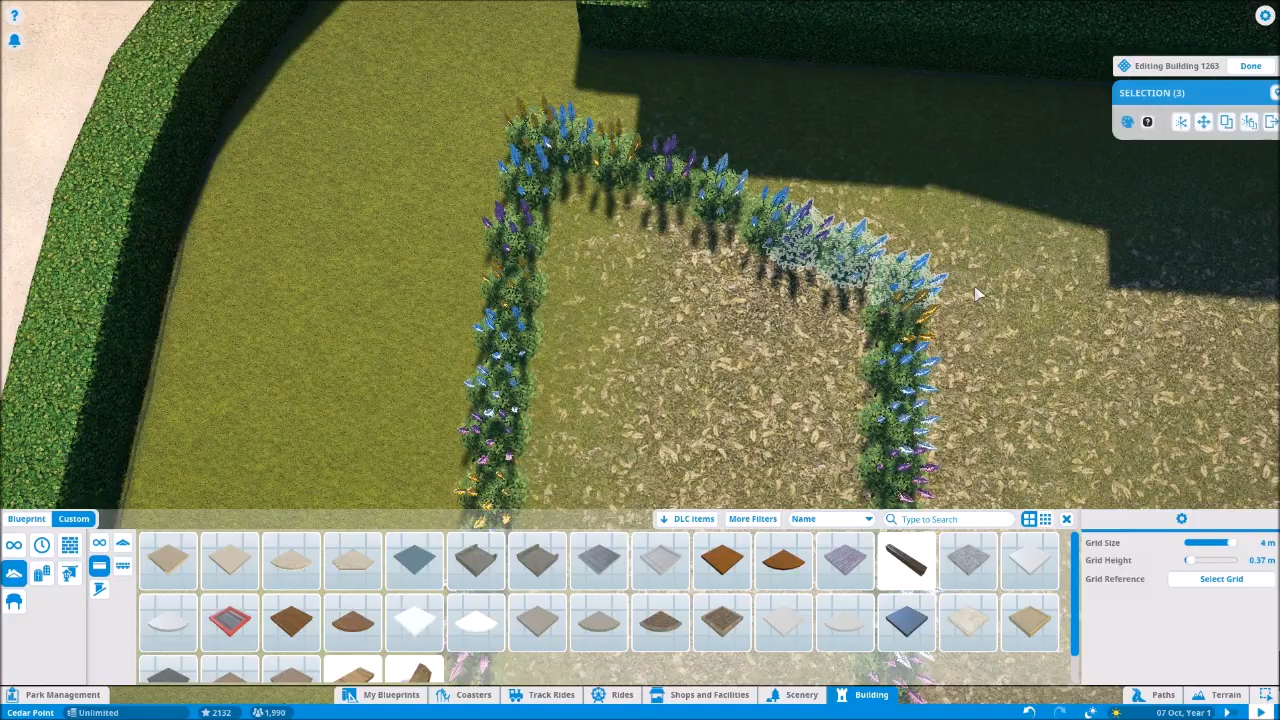 Editing Building 1263 Done
SELECTION (3)
Blueprint Custom DLC Items More Filters Name Type to Search
Grid Size 4 m
Grid Height 0.37 m
Grid Reference Select Grid
Park Management My Blueprints Coasters Track Rides Rides Shops and Facilities Scenery Building Paths Terrain
Cedar Point Unlimited 2132 1,990 07 Oct, Year 1